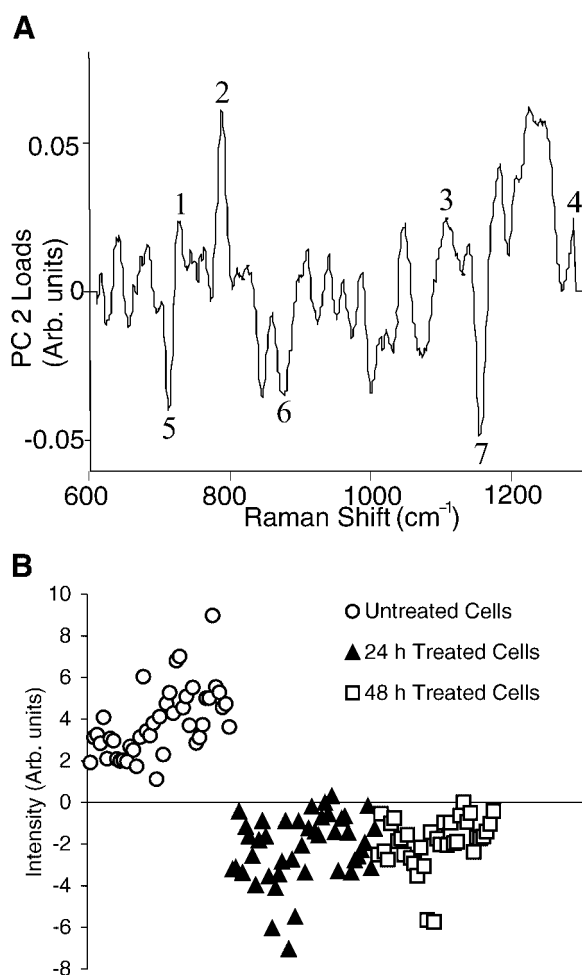 A
PC 2 Loads
(Arb. units)
0.05
0
-0.05
1
2
3
4
5
6
7
600
800
1000
1200
Raman Shift (cm⁻¹)
B
Intensity (Arb. units)
10
8
6
4
2
0
-2
-4
-6
-8
Untreated Cells
24 h Treated Cells
48 h Treated Cells